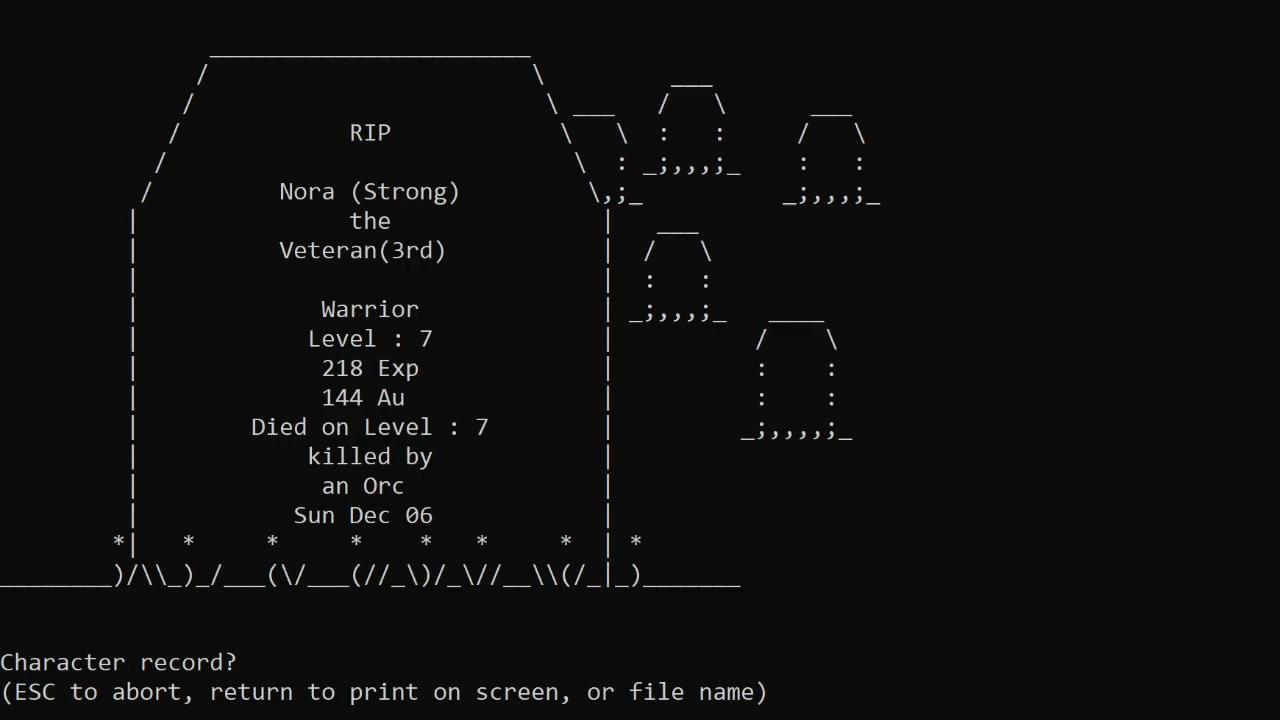 RIP
Nora (Strong)
the
Veteran(3rd)
Warrior
Level : 7
218 Exp
144 Au
Died on Level : 7
killed by
an Orc
Sun Dec 06
Character record?
(ESC to abort, return to print on screen, or file name)